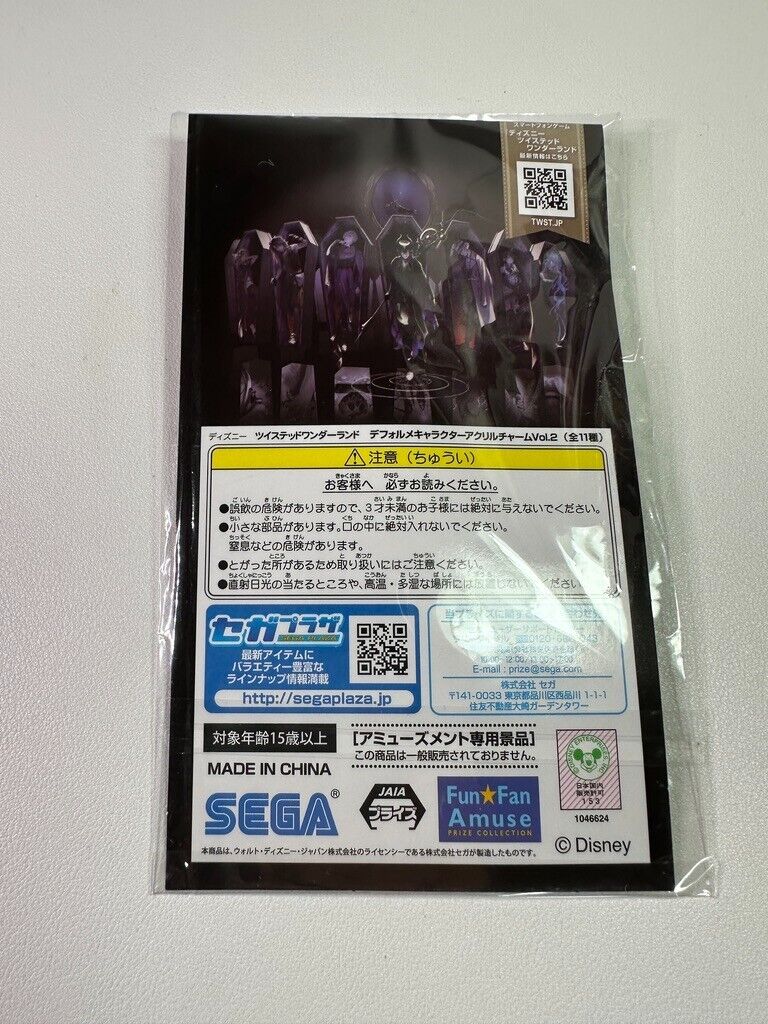 スマートフォンゲーム
ディズニー
ツイステッド
ワンダーランド
最新情報はこちら
TWST.JP
ディズニー ツイステッドワンダーランド デフォルメキャラクターアクリルチャームVol.2(全11種)
⚠注意(ちゅうい)
お客様へ 必ずお読みください。
●誤飲の危険がありますので、3才未満のお子様には絶対に与えないでください。
●小さな部品があります。口の中に絶対入れないでください。
窒息などの危険があります。
●とがった所があるため取り扱いにはご注意ください。
●直射日光の当たるところや、高温・多湿な場所には放置しないでください。
セガプラザ
SEGA PLAZA
最新アイテムに
バラエティー豊富な
ラインナップ情報満載
http://segaplaza.jp
E-mail : prize@sega.com
株式会社 セガ
〒141-0033 東京都品川区西品川 1-1-1
住友不動産大崎ガーデンタワー
対象年齢15歳以上
[アミューズメント専用景品]
この商品は一般販売されておりません。
MADE IN CHINA
SEGA®
JAIA
プライズ
Fun★Fan
Amuse
PRIZE COLLECTION
日本国内
販売許可
153
1046624
©Disney
本商品は、ウォルト・ディズニー・ジャパン株式会社のライセンシーである株式会社セガが製造したものです。